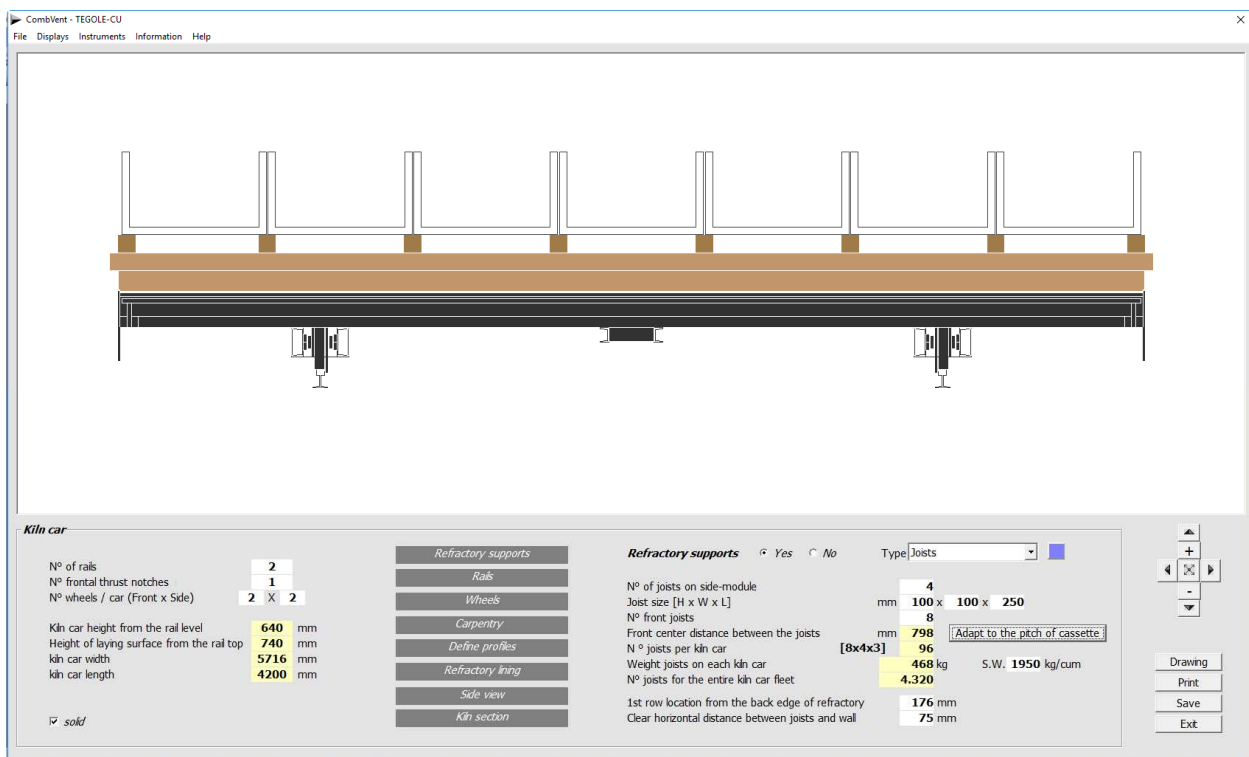 CombVent - TEGOLE-CU
File Displays Instruments Information Help
Kiln car
N° of rails 2
N° frontal thrust notches 1
N° wheels / car (Front x Side) 2 X 2
Kiln car height from the rail level 640 mm
Height of laying surface from the rail top 740 mm
kiln car width 5716 mm
kiln car length 4200 mm
solid
Refractory supports
Rails
Wheels
Carpentry
Define profiles
Refractory lining
Side view
Kiln section
Refractory supports Yes No Type Joists
N° of joists on side-module 4
Joist size [H x W x L] mm 100 x 100 x 250
N° front joists 8
Front center distance between the joists mm 798 Adapt to the pitch of cassette
N ° joists per kiln car [8x4x3] 96
Weight joists on each kiln car 468 kg S.W. 1950 kg/cum
N° joists for the entire kiln car fleet 4.320
1st row location from the back edge of refractory 176 mm
Clear horizontal distance between joists and wall 75 mm
+
-
Drawing
Print
Save
Exit